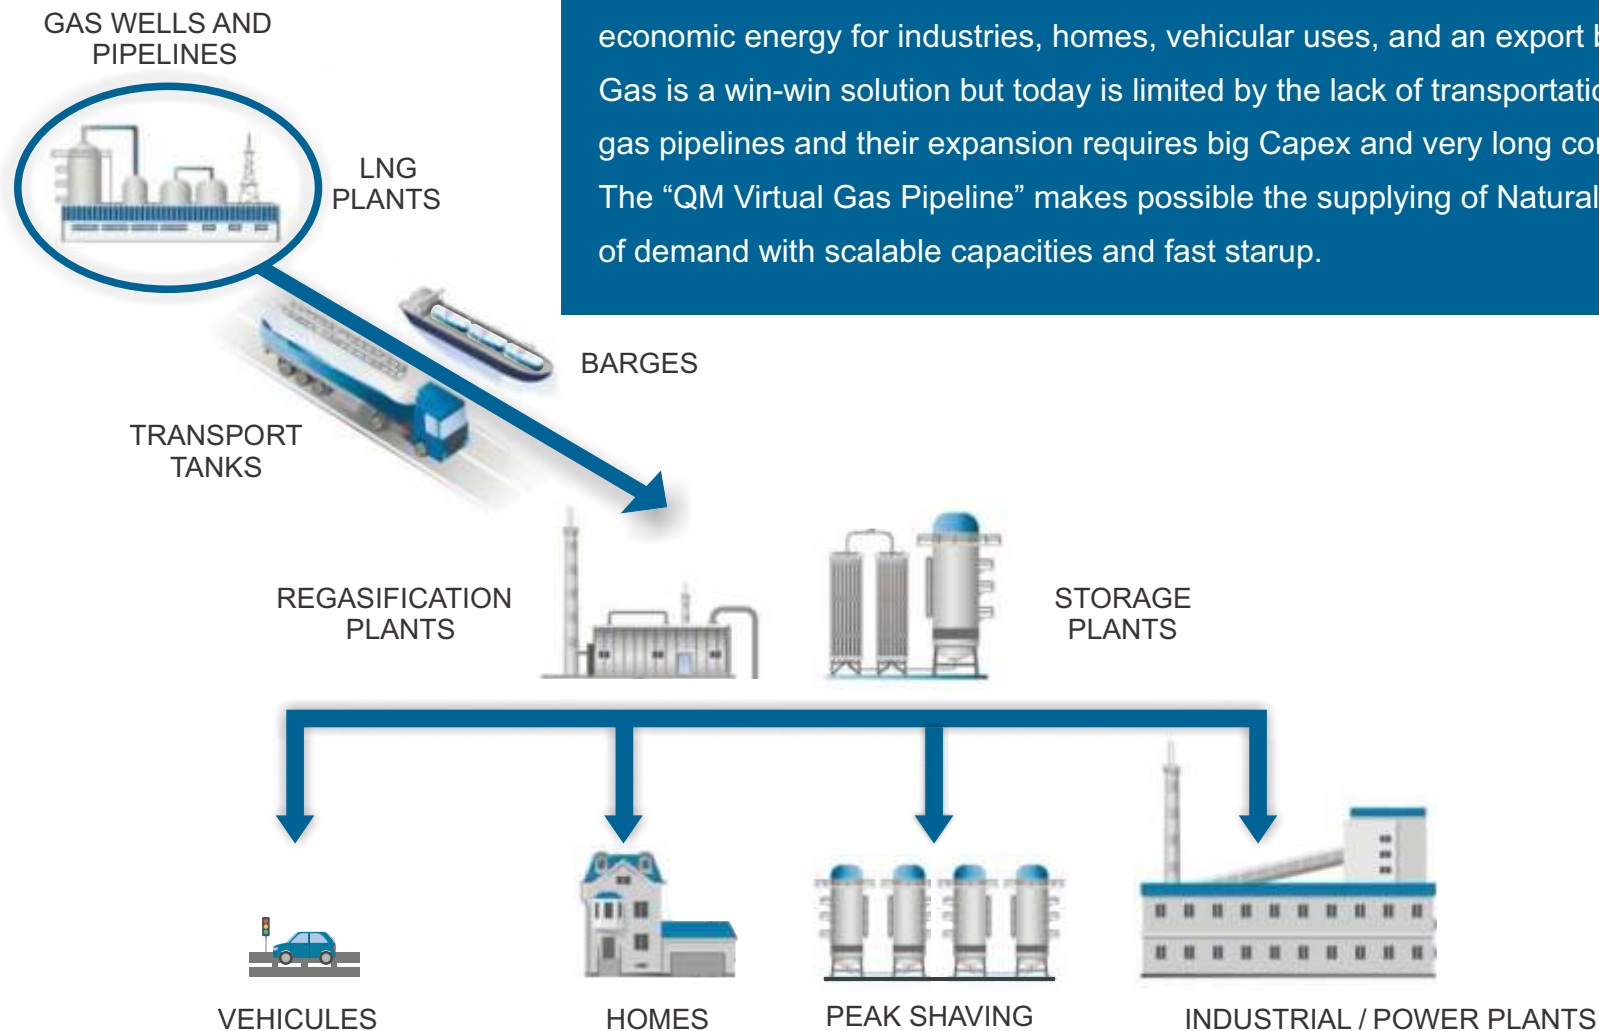 GAS WELLS AND
PIPELINES
economic energy for industries, homes, vehicular uses, and an export
Gas is a win-win solution but today is limited by the lack of
gas pipelines and their expansion requires big Capex and very long
The “QM Virtual Gas Pipeline” makes possible the supplying of Natural
of demand with scalable capacities and fast starup.
LNG
PLANTS
BARGES
TRANSPORT
TANKS
REGASIFICATION
PLANTS
STORAGE
PLANTS
VEHICULES
HOMES
PEAK SHAVING
INDUSTRIAL / POWER PLANTS